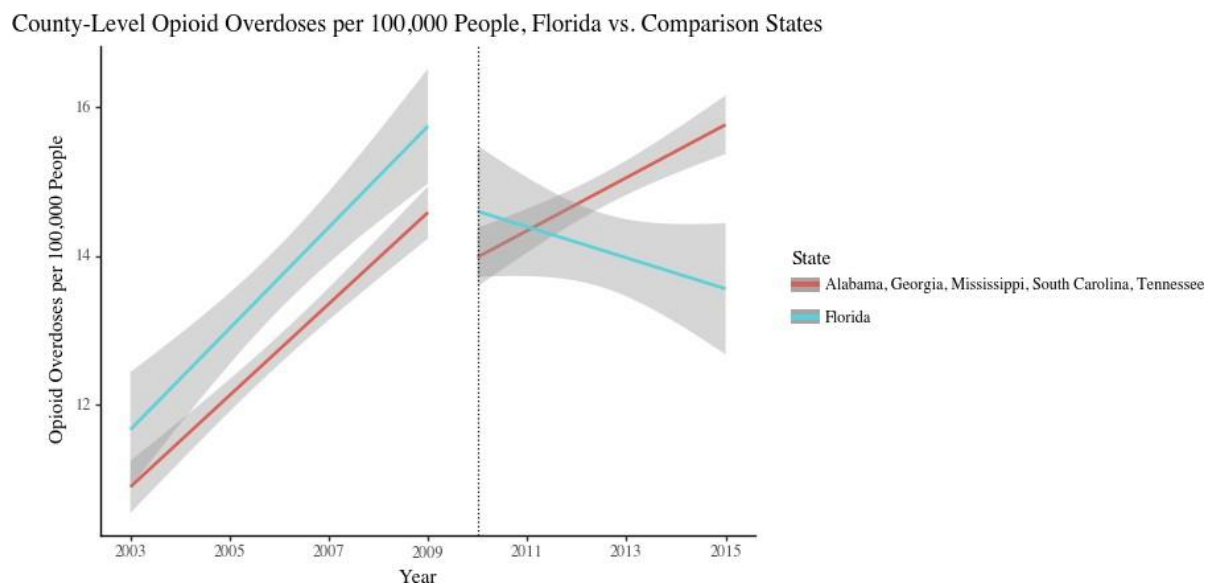 County-Level Opioid Overdoses per 100,000 People, Florida vs. Comparison States
Opioid Overdoses per 100,000 People
16
14
12
2003
2005
2007
2009
2011
2013
2015
Year
State
Alabama, Georgia, Mississippi, South Carolina, Tennessee
Florida